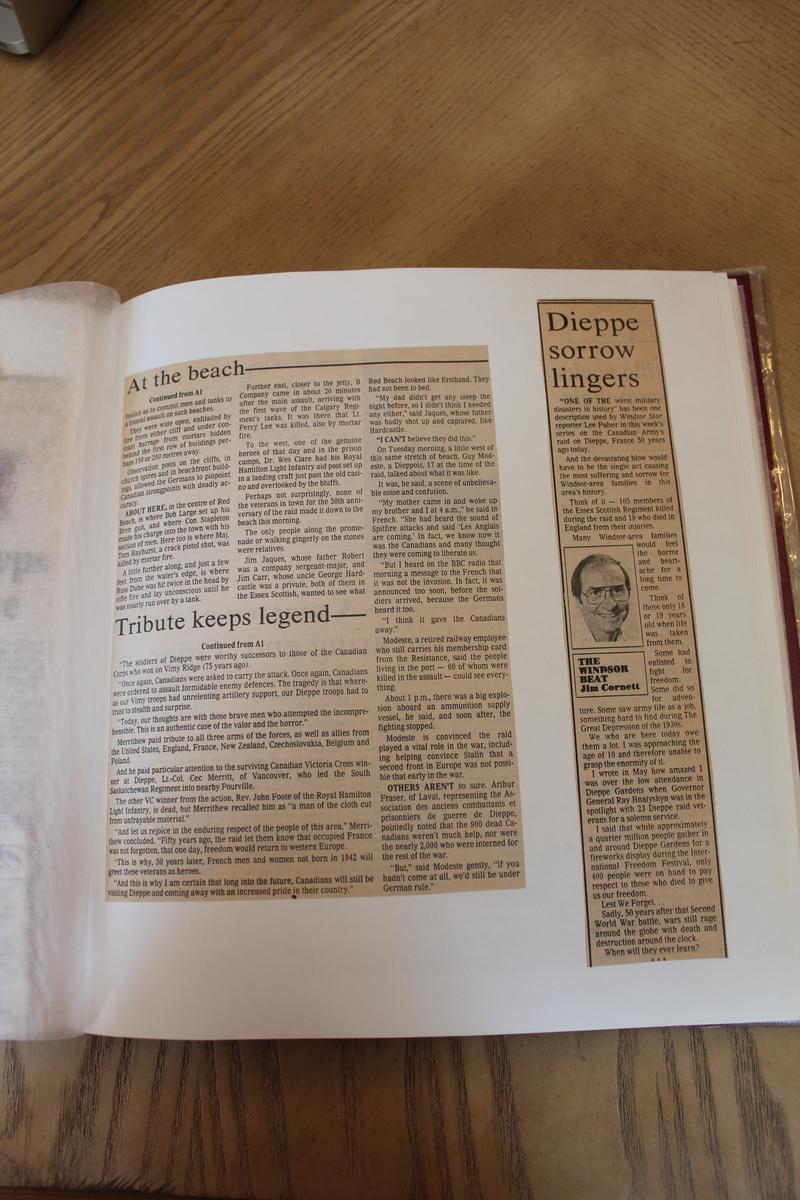 At the beach
Continued from A1
foolish as to commit men and tanks to
a frontal assault on such beaches.
They were wide open, enfiladed by
fire from either cliff and under con-
stant barrage from mortars hidden
behind the first row of buildings per-
haps 150 or 200 metres away.
Observation posts on the cliffs, in
church spires and in beachfront build-
ings, allowed the Germans to pinpoint
Canadian strongpoints with deadly ac-
curacy.
ABOUT HERE, in the centre of Red
Beach, is where Bob Large set up his
Bren gun, and where Con Stapleton
made his charge into the town with his
section of men. Here too is where Maj.
Tom Hayhurst, a crack pistol shot, was
killed by mortar fire.
A little further along, and just a few
feet from the water's edge, is where
Russ Dube was hit twice in the head by
rifle fire and lay unconscious until he
was nearly run over by a tank.
Further east, closer to the jetty, B
Company came in about 20 minutes
after the main assault, arriving with
the first wave of the Calgary Regi-
ment's tanks. It was there that Lt.
Percy Lee was killed, also by mortar
fire.
To the west, one of the genuine
heroes of that day and in the prison
camps, Dr. Wes Clare had his Royal
Hamilton Light Infantry aid post set up
in a landing craft just past the old casi-
no and overlooked by the bluffs.
Perhaps not surprisingly, none of
the veterans in town for the 50th anni-
versary of the raid made it down to the
beach this morning.
The only people along the prome-
nade or walking gingerly on the stones
were relatives.
Jim Jaques, whose father Robert
was a company sergeant-major, and
Jim Carr, whose uncle George Hard-
castle was a private, both of them in
the Essex Scottish, wanted to see what
Red Beach looked like firsthand. They
had not been to bed.
"My dad didn't get any sleep the
night before, so I didn't think I needed
any either," said Jaques, whose father
was badly shot up and captured, like
Hardcastle.
"I CAN'T believe they did this."
On Tuesday morning, a little west of
this same stretch of beach, Guy Mod-
este, a Dieppois, 17 at the time of the
raid, talked about what it was like.
It was, he said, a scene of unbelieva-
ble noise and confusion.
"My mother came in and woke up
my brother and I at 4 a.m.," he said in
French. "She had heard the sound of
Spitfire attacks and said 'Les Anglais
are coming.' In fact, we know now it
was the Canadians and many thought
they were coming to liberate us.
"But I heard on the BBC radio that
morning a message to the French that
it was not the invasion. In fact, it was
announced too soon, before the sol-
diers arrived, because the Germans
heard it too.
"I think it gave the Canadians
away."
Modeste, a retired railway employee
who still carries his membership card
from the Resistance, said the people
living in the port — 60 of whom were
killed in the assault — could see every-
thing.
About 1 p.m., there was a big explo-
sion aboard an ammunition supply
vessel, he said, and soon after, the
fighting stopped.
Modeste is convinced the raid
played a vital role in the war, includ-
ing helping convince Stalin that a
second front in Europe was not possi-
ble that early in the war.
OTHERS AREN'T so sure. Arthur
Fraser, of Laval, representing the As-
sociation des anciens combattants et
prisonniers de guerre de Dieppe,
pointedly noted that the 900 dead Ca-
nadians weren't much help, nor were
the nearly 2,000 who were interned for
the rest of the war.
"But," said Modeste gently, "if you
hadn't come at all, we'd still be under
German rule."
Tribute keeps legend
Continued from A1
"The soldiers of Dieppe were worthy successors to those of the Canadian
Corps who won on Vimy Ridge (75 years ago).
"Once again, Canadians were asked to carry the attack. Once again, Canadians
were ordered to assault formidable enemy defences. The tragedy is that where-
as our Vimy troops had unrelenting artillery support, our Dieppe troops had to
trust to stealth and surprise.
"Today, our thoughts are with those brave men who attempted the incompre-
hensible. This is an authentic case of the valor and the horror."
Merrithew paid tribute to all three arms of the forces, as well as allies from
the United States, England, France, New Zealand, Czechoslovakia, Belgium and
Poland.
And he paid particular attention to the surviving Canadian Victoria Cross win-
ner at Dieppe, Lt.-Col. Cec Merritt, of Vancouver, who led the South
Saskatchewan Regiment into nearby Pourville.
The other VC winner from the action, Rev. John Foote of the Royal Hamilton
Light Infantry, is dead, but Merrithew recalled him as "a man of the cloth cut
from unfrayable material."
"And let us rejoice in the enduring respect of the people of this area," Merri-
thew concluded. "Fifty years ago, the raid let them know that occupied France
was not forgotten, that one day, freedom would return to western Europe.
"This is why, 50 years later, French men and women not born in 1942 will
greet these veterans as heroes.
"And this is why I am certain that long into the future, Canadians will still be
visiting Dieppe and coming away with an increased pride in their country."
Dieppe
sorrow
lingers
"ONE OF THE worst military
disasters in history" has been one
description used by Windsor Star
reporter Lee Palser in this week's
series on the Canadian Army's
raid on Dieppe, France 50 years
ago today.
And the devastating blow would
have to be the single act causing
the most suffering and sorrow for
Windsor-area families in this
area's history.
Think of it — 105 members of
the Essex Scottish Regiment killed
during the raid and 19 who died in
England from their injuries.
Many Windsor-area families
would feel
the horror
and heart-
ache for a
long time to
come.
Think of
those only 18
or 19 years
old when life
was taken
from them.
Some had
enlisted to
fight for
freedom.
Some did so
for adven-
ture. Some saw army life as a job,
something hard to find during The
Great Depression of the 1930s.
We who are here today owe
them a lot. I was approaching the
age of 10 and therefore unable to
grasp the enormity of it.
I wrote in May how amazed I
was over the low attendance in
Dieppe Gardens when Governor
General Ray Hnatyshyn was in the
spotlight with 23 Dieppe raid vet-
erans for a solemn service.
I said that while approximately
a quarter million people gather in
and around Dieppe Gardens for a
fireworks display during the Inter-
national Freedom Festival, only
400 people were on hand to pay
respect to those who died to give
us our freedom.
Lest We Forget. . .
Sadly, 50 years after that Second
World War battle, wars still rage
around the globe with death and
destruction around the clock.
When will they ever learn?
* * *
THE
WINDSOR
BEAT
Jim Cornett